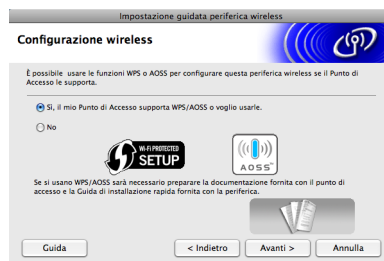 Impostazione guidata periferica wireless
Configurazione wireless
È possibile usare le funzioni WPS o AOSS per configurare questa periferica wireless se il Punto di
Accesso le supporta.
Sì, il mio Punto di Accesso supporta WPS/AOSS o voglio usarle.
No
Wi-Fi PROTECTED
SETUP
AOSS™
Se si usano WPS/AOSS sarà necessario preparare la documentazione fornita con il punto di
accesso e la Guida di installazione rapida fornita con la periferica.
Guida
< Indietro
Avanti >
Annulla